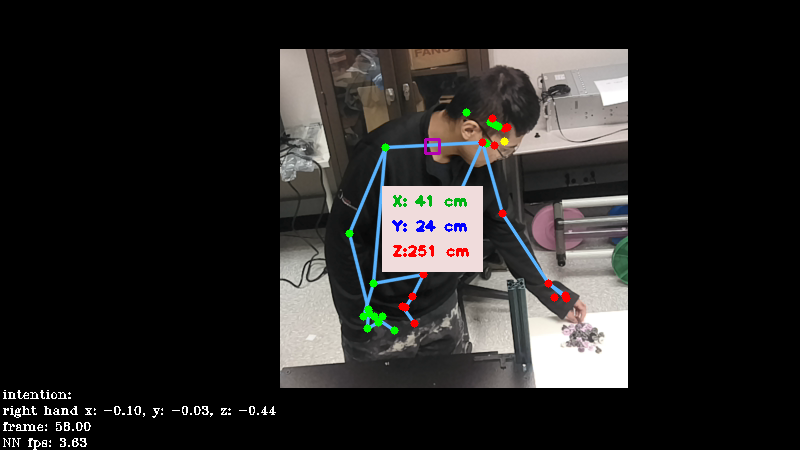 FANG
X: 41 cm
Y: 24 cm
Z:251 cm
intention:
right hand x: −0.10, y: −0.03, z: −0.44
frame: 58.00
NN fps: 3.63